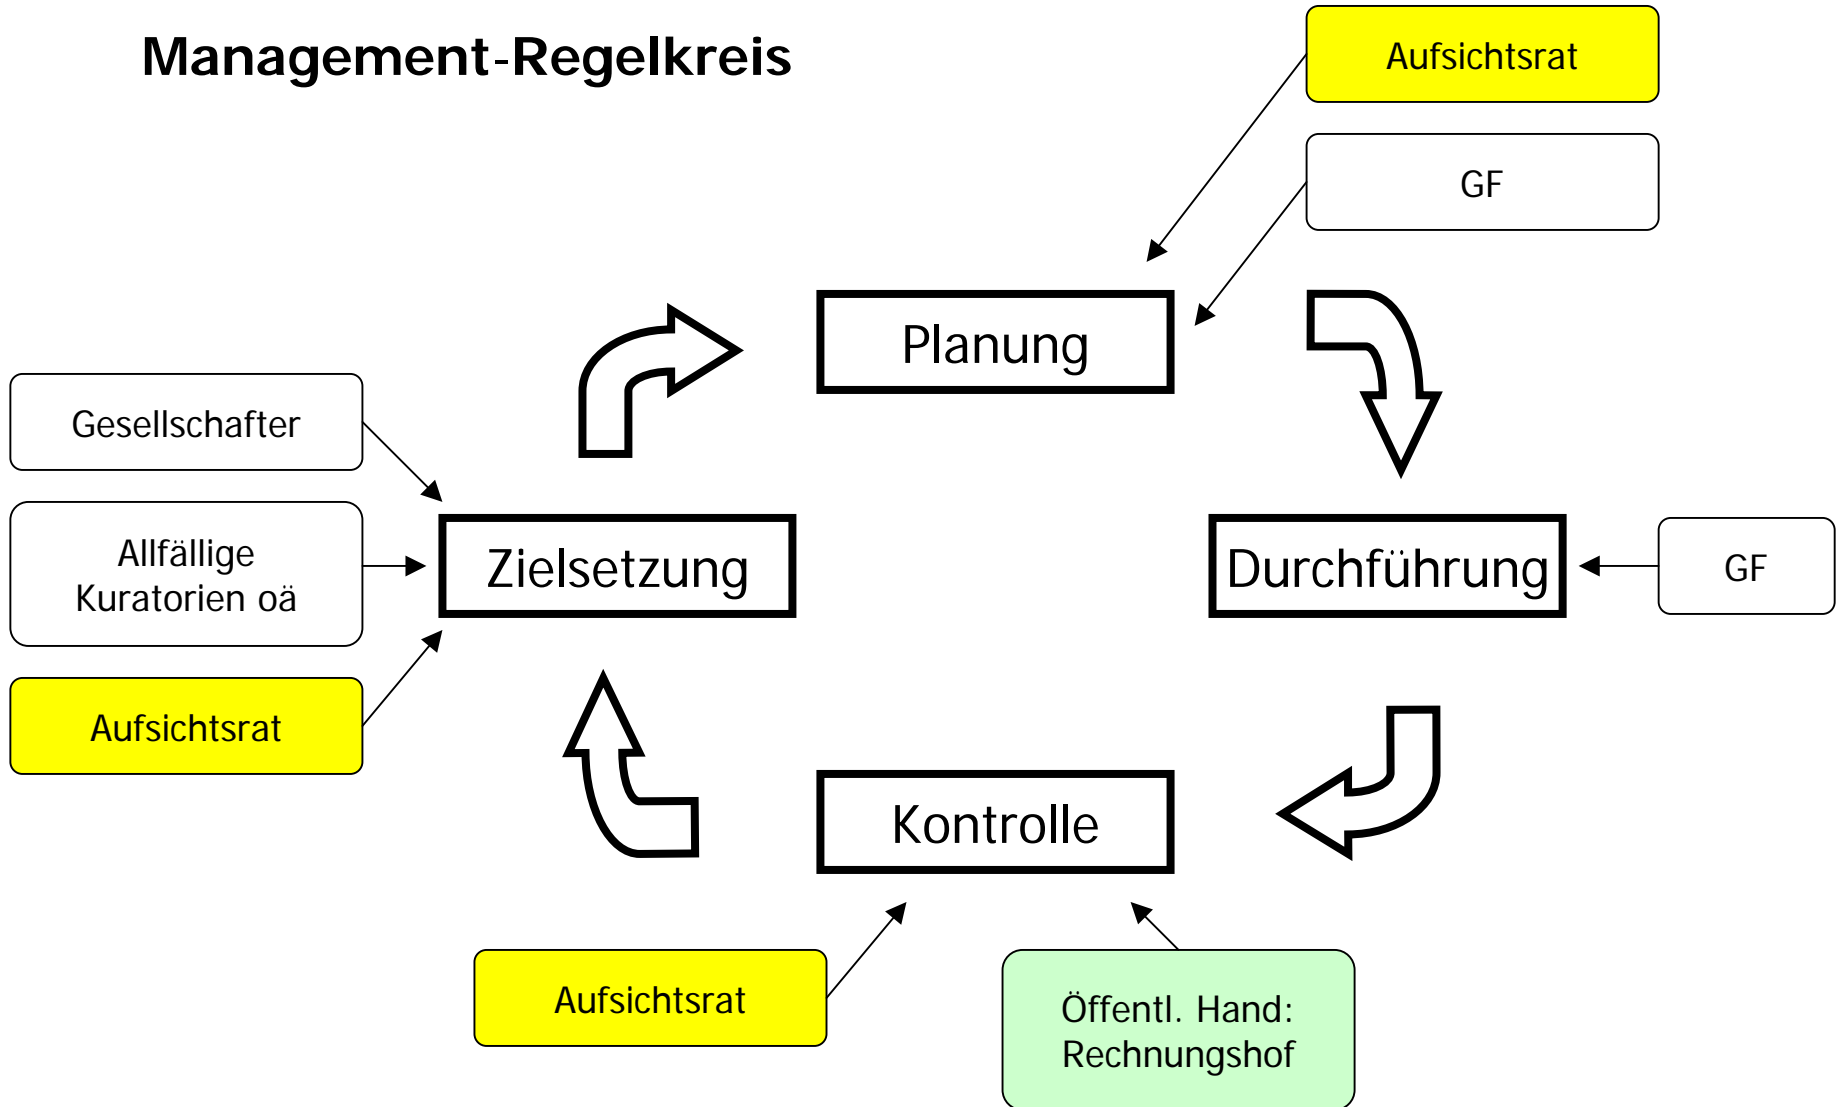 Management-Regelkreis
Aufsichtsrat
GF
Planung
Gesellschafter
Allfällige
Kuratorien oä
Zielsetzung
Durchführung
GF
Aufsichtsrat
Kontrolle
Aufsichtsrat
Öffentl. Hand:
Rechnungshof